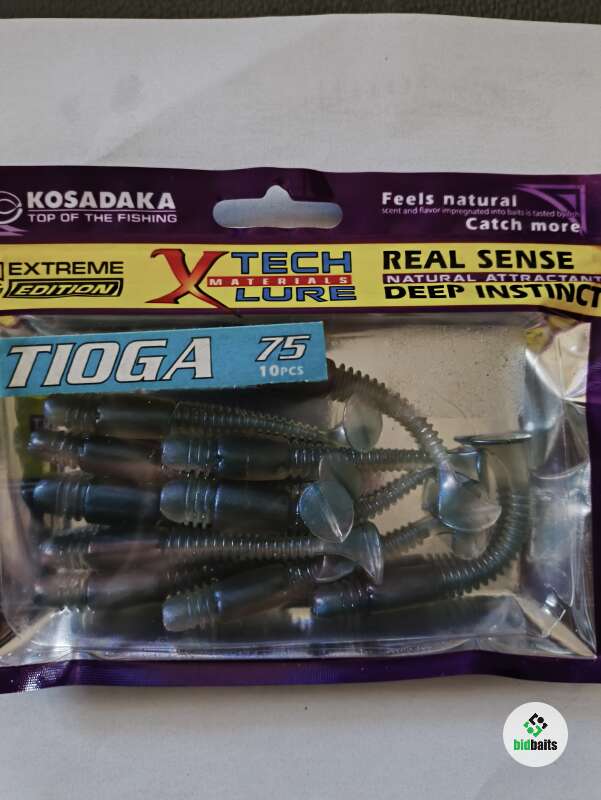 KOSADAKA
TOP OF THE FISHING
Feels natural
scent and flavor impregnated into baits is tasted by fish
Catch more
EXTREME
EDITION
X TECH
MATERIALS
LURE
REAL SENSE
NATURAL ATTRACTANT
DEEP INSTINCT
TIOGA 75
10PCS
bidbaits